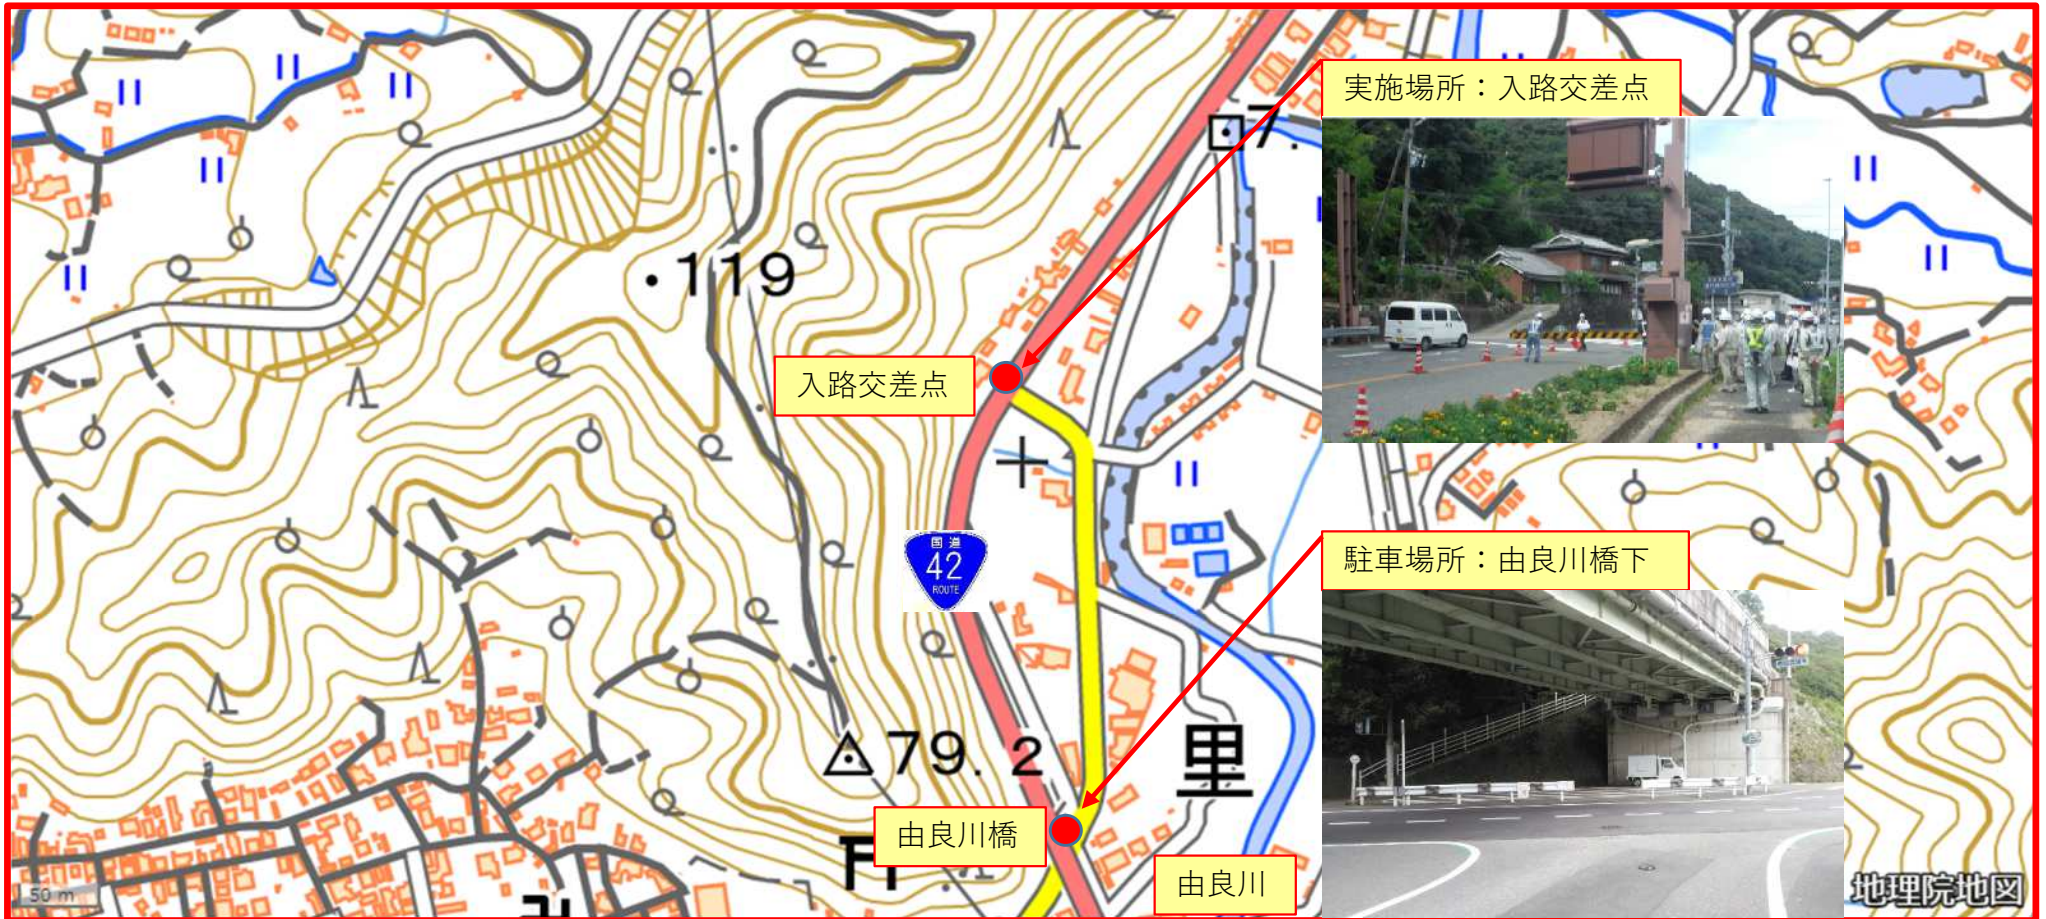 実施場所：入路交差点
7.
119
入路交差点
国道
42
ROUTE
駐車場所：由良川橋下
79.2
里
由良川橋
由良川
50 m
地理院地図